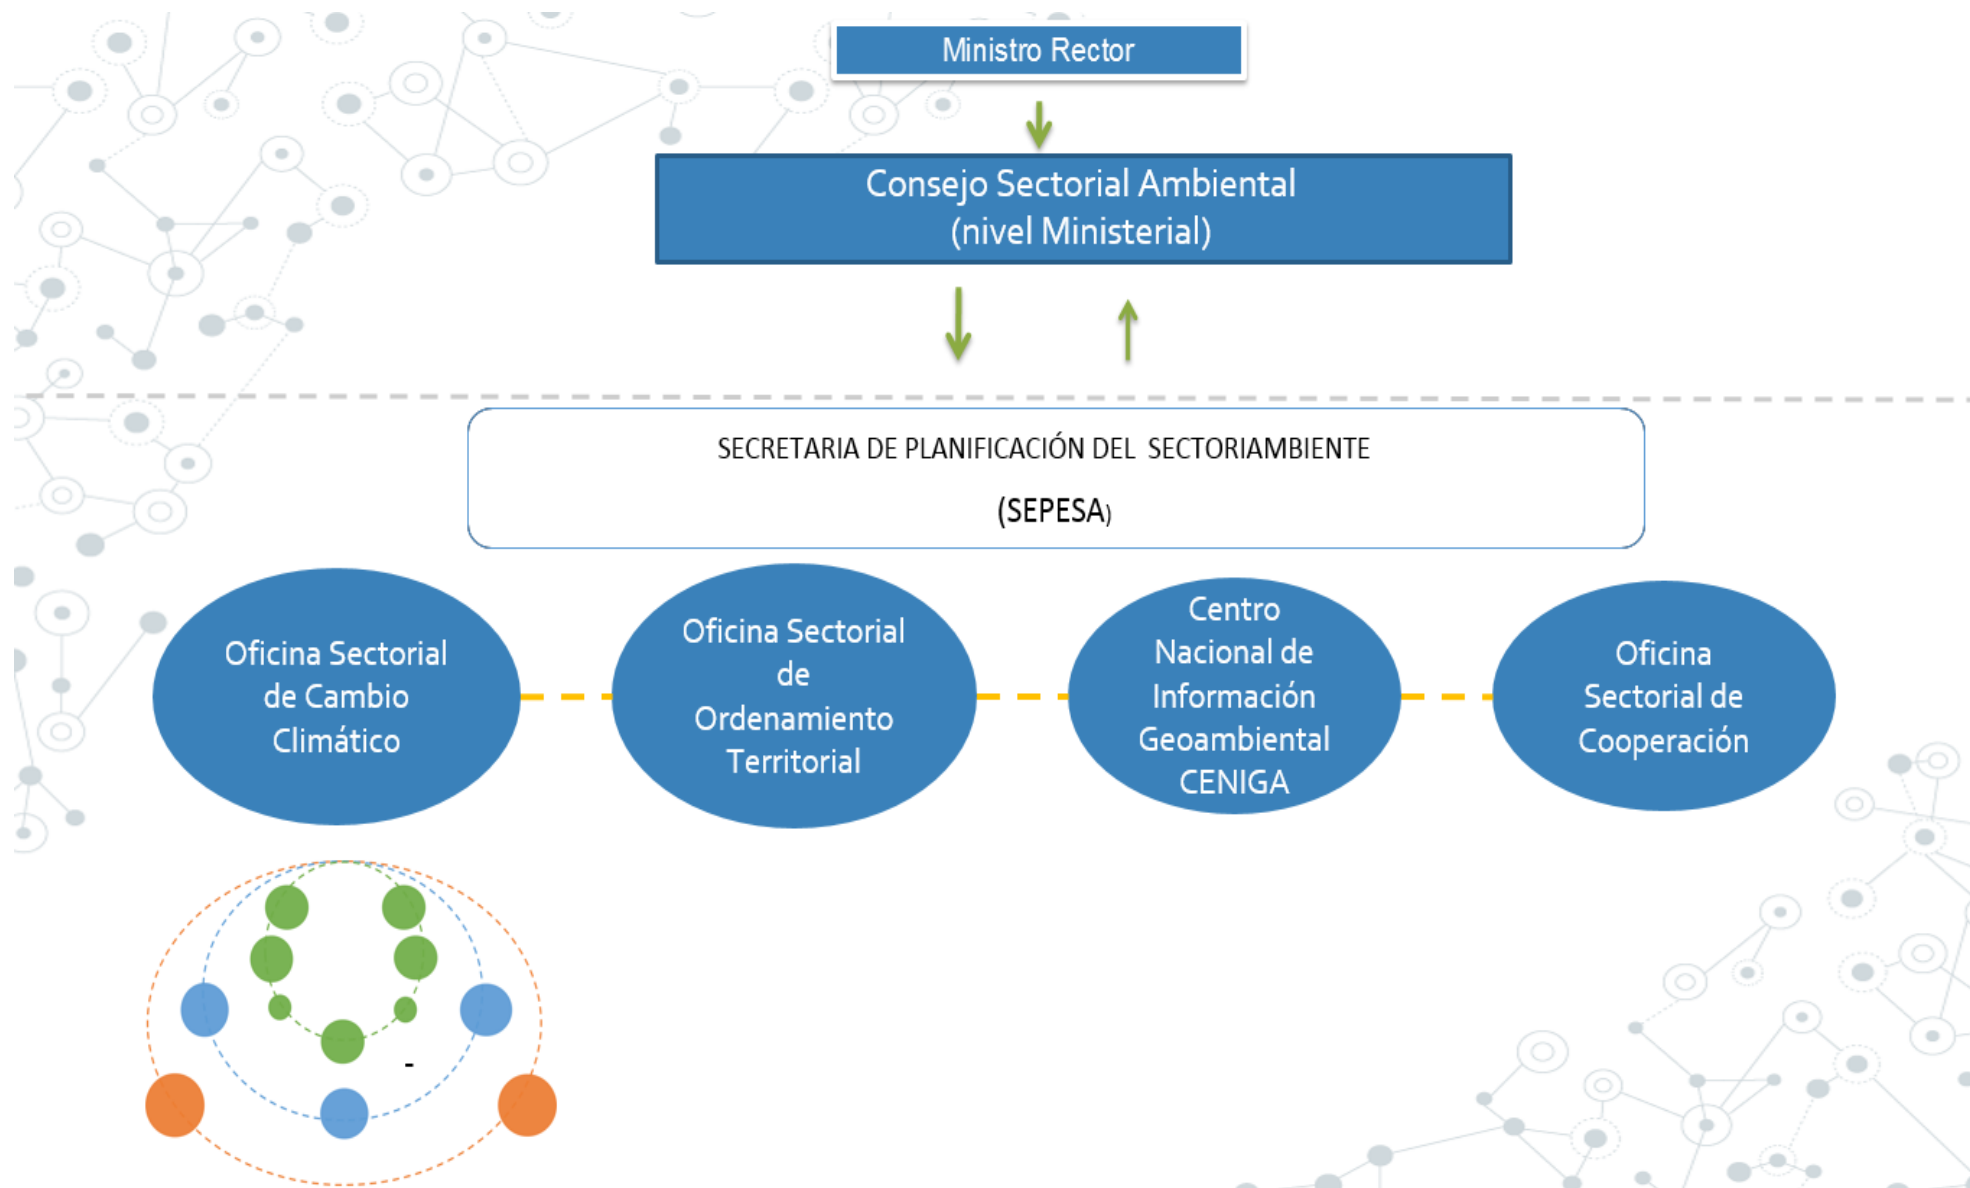 Ministro Rector
Consejo Sectorial Ambiental
(nivel Ministerial)
SECRETARIA DE PLANIFICACIÓN DEL SECTORIAMBIENTE
(SEPESA)
Oficina Sectorial
de Cambio
Climático
Oficina Sectorial
de
Ordenamiento
Territorial
Centro
Nacional de
Información
Geoambiental
CENIGA
Oficina
Sectorial de
Cooperación
-